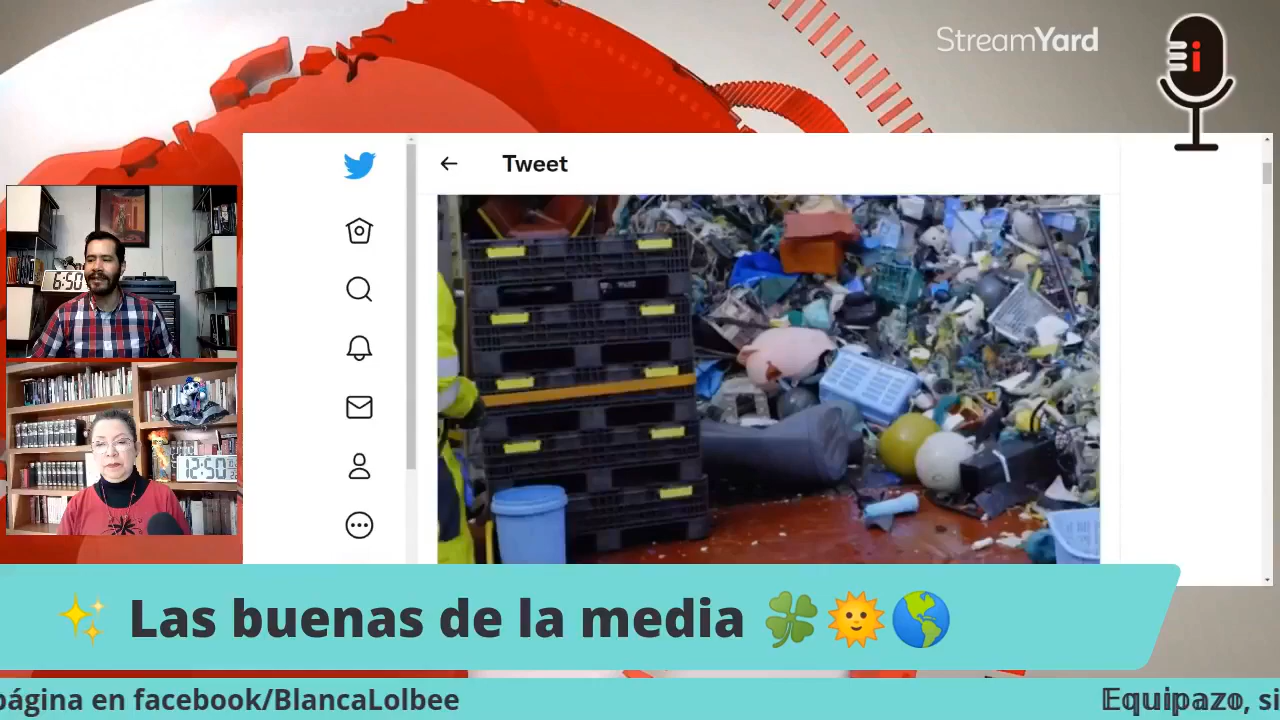 StreamYard
i
Tweet
6:50
12:50
✨ Las buenas de la media 🍀🌞🌎
página en facebook/BlancaLolbee
Equipazo, si